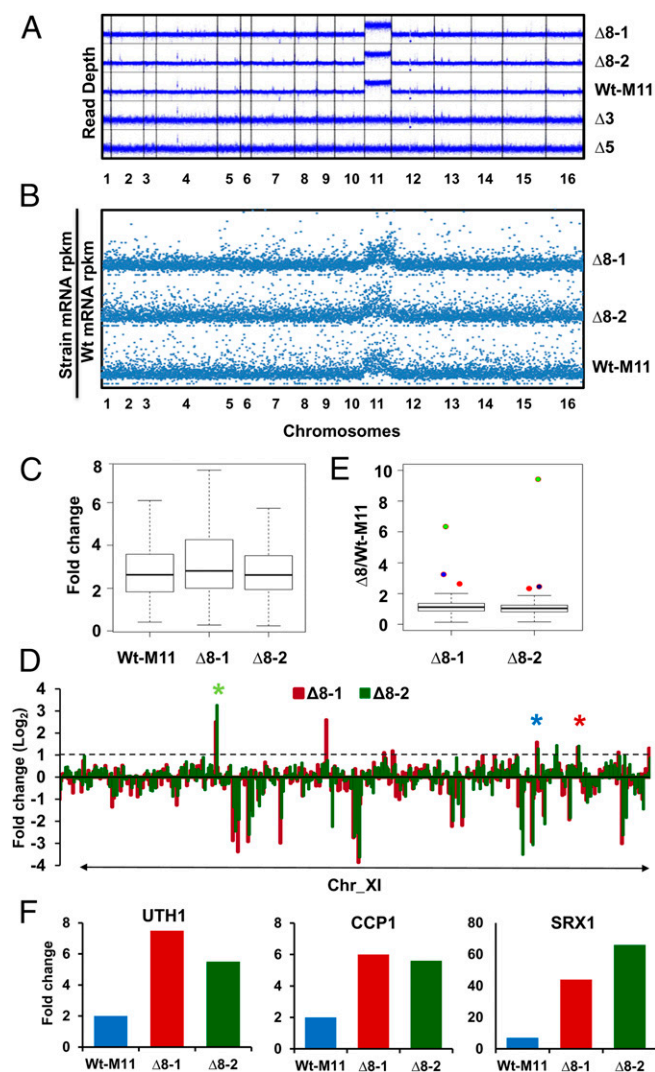 A
Read Depth
Δ8-1
Δ8-2
Wt-M11
Δ3
Δ5
1 2 3 4 5 6 7 8 9 10 11 12 13 14 15 16
B
Strain mRNA rpkm
Wt mRNA rpkm
Δ8-1
Δ8-2
Wt-M11
1 2 3 4 5 6 7 8 9 10 11 12 13 14 15 16
Chromosomes
C
Fold change
8
6
4
2
0
Wt-M11 Δ8-1 Δ8-2
E
Δ8/Wt-M11
10
8
6
4
2
0
Δ8-1 Δ8-2
D
Fold change (Log2)
4
3
2
1
0
-1
-2
-3
-4
* Δ8-1 Δ8-2 * *
Chr_XI
F
Fold change
UTH1
8
6
4
2
0
Wt-M11 Δ8-1 Δ8-2
CCP1
8
6
4
2
0
Wt-M11 Δ8-1 Δ8-2
SRX1
80
60
40
20
0
Wt-M11 Δ8-1 Δ8-2